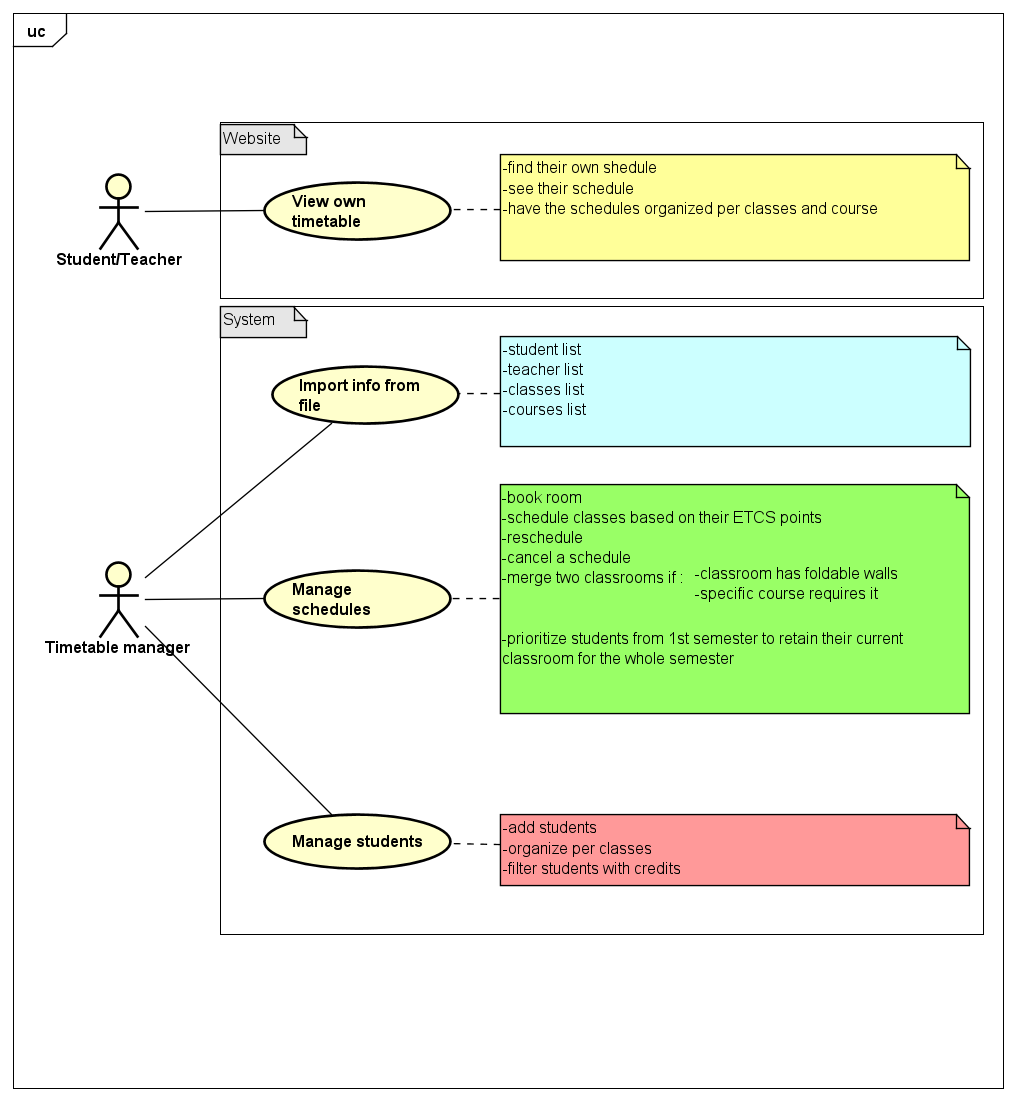 uc
Website
-find their own shedule
-see their schedule
-have the schedules organized per classes and course
View own
timetable
Student/Teacher
System
-student list
-teacher list
-classes list
-courses list
Import info from
file
-book room
-schedule classes based on their ETCS points
-reschedule
-cancel a schedule
-merge two classrooms if :
-classroom has foldable walls
-specific course requires it
-prioritize students from 1st semester to retain their current
classroom for the whole semester
Manage
schedules
Timetable manager
Manage students
-add students
-organize per classes
-filter students with credits